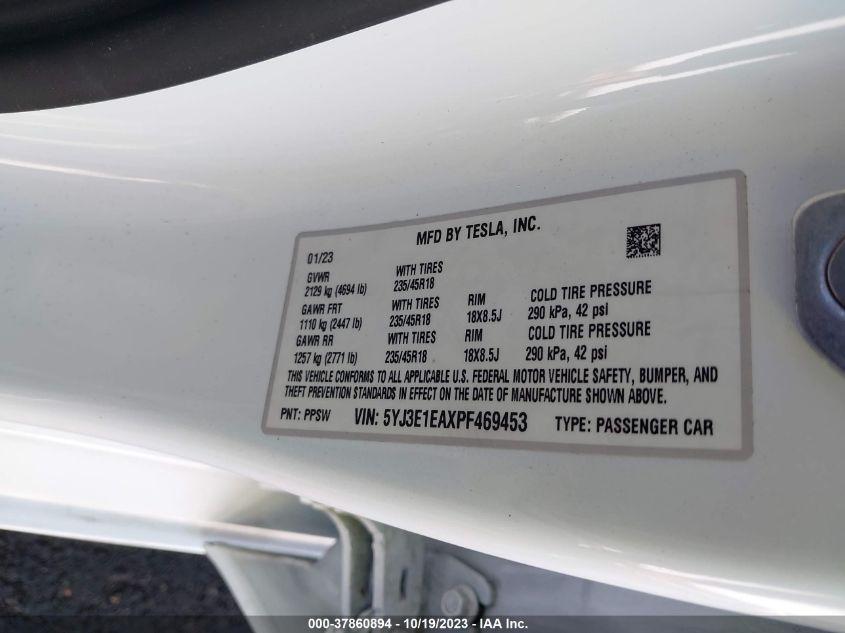 MFD BY TESLA, INC.
01/23
GVWR
2129 kg (4694 lb)
WITH TIRES
235/45R18
GAWR FRT
1110 kg (2447 lb)
WITH TIRES
235/45R18
RIM
18X8.5J
COLD TIRE PRESSURE
290 kPa, 42 psi
GAWR RR
1257 kg (2771 lb)
WITH TIRES
235/45R18
RIM
18X8.5J
COLD TIRE PRESSURE
290 kPa, 42 psi
THIS VEHICLE CONFORMS TO ALL APPLICABLE U.S. FEDERAL MOTOR VEHICLE SAFETY, BUMPER, AND
THEFT PREVENTION STANDARDS IN EFFECT ON THE DATE OF MANUFACTURE SHOWN ABOVE.
PNT: PPSW VIN: 5YJ3E1EAXPF469453 TYPE: PASSENGER CAR
000-37860894 - 10/19/2023 - IAA Inc.